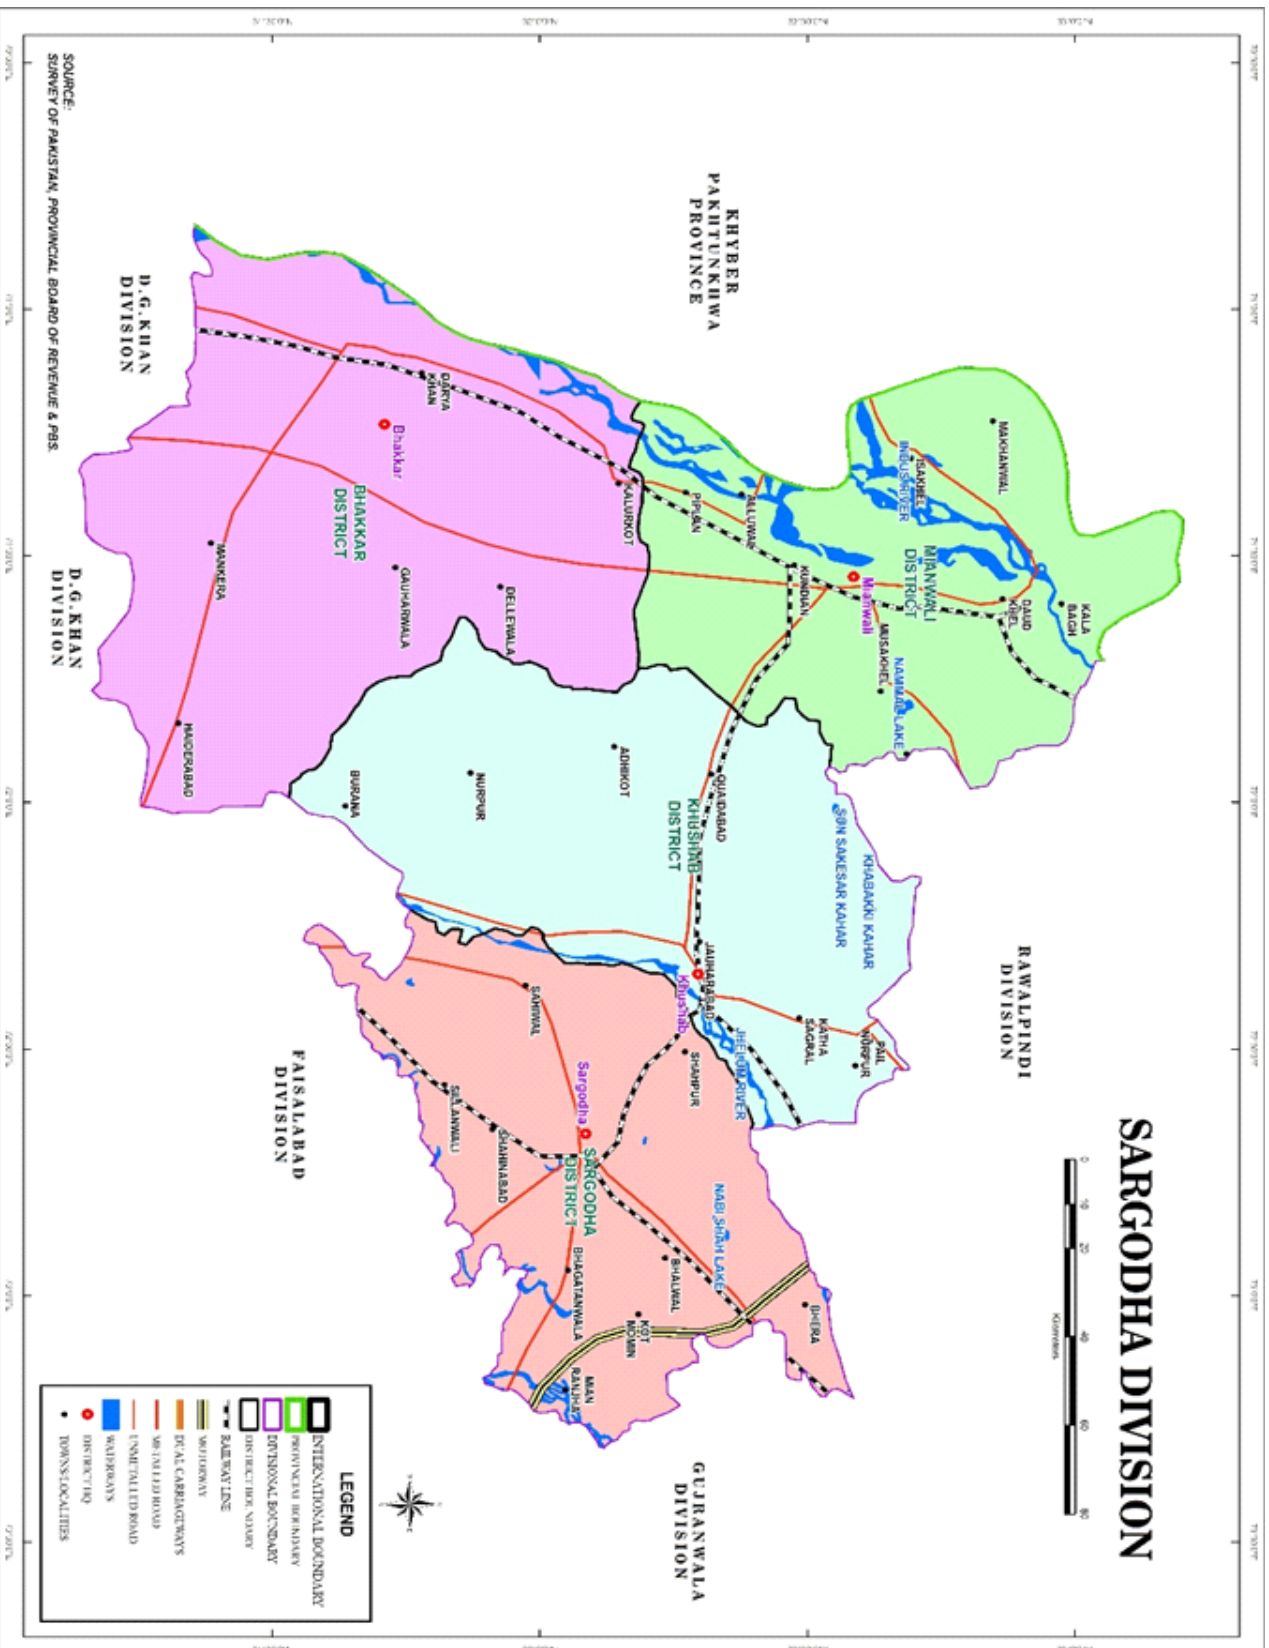 SARGODHA DIVISION
0 10 20 40 60 80
Kilometers
KHYBER
PAKHTUNKHWA
PROVINCE
RAWALPINDI
DIVISION
GUJRANWALA
DIVISION
FAISALABAD
DIVISION
D.G.KHAN
DIVISION
D.G.KHAN
DIVISION
MIANWALI
DISTRICT
MAKHANWAL
KALA
BAGH
DAUD
KHEL
ISAKHEL
INDUS RIVER
Mianwali
MUSAKHEL
NAMMAL LAKE
ALLUWALI
KUNDIAN
PIPLAN
BHAKKAR
DISTRICT
KALURKOT
DARYA
KHAN
Bhakkar
DELLEWALA
GAUHARWALA
MANKERA
HAIDERABAD
KHUSHAB
DISTRICT
KHABAKKI KAHAR
SUN SAKESAR KAHAR
QUAIDABAD
ADHIKOT
NURPUR
BURANA
PAIL
NURPUR
KATHA
SAGRAL
JAUHARABAD
Khushab
JHELUM RIVER
SARGODHA
DISTRICT
SHAHPUR
SAHIWAL
Sargodha
SILLANWALI
SHAHINABAD
NABI SHAH LAKE
BHALWAL
BHERA
BHAGATANWALA
KOT
MOMIN
MIAN
RANJHA
LEGEND
INTERNATIONAL BOUNDARY
PROVINCIAL BOUNDARY
DIVISIONAL BOUNDARY
DISTRICT BOUNDARY
RAILWAY LINE
MOTORWAY
DUAL CARRIAGEWAYS
METALLED ROAD
UNMETALLED ROAD
WATERWAYS
DISTRICT HQ
TOWNS/LOCALITIES
SOURCE:
SURVEY OF PAKISTAN, PROVINCIAL BOARD OF REVENUE & PBS.